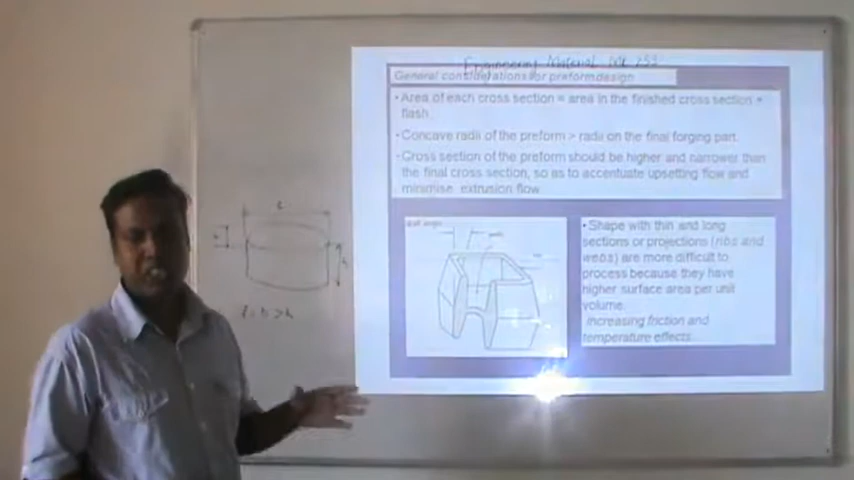 Engineering Material ME 253
General considerations for preform design
• Area of each cross section = area in the finished cross section +
flash.
• Concave radii of the preform > radii on the final forging part.
• Cross section of the preform should be higher and narrower than
the final cross section, so as to accentuate upsetting flow and
minimise extrusion flow.
• Shape with thin and long
sections or projections (ribs and
webs) are more difficult to
process because they have
higher surface area per unit
volume.
increasing friction and
temperature effects.